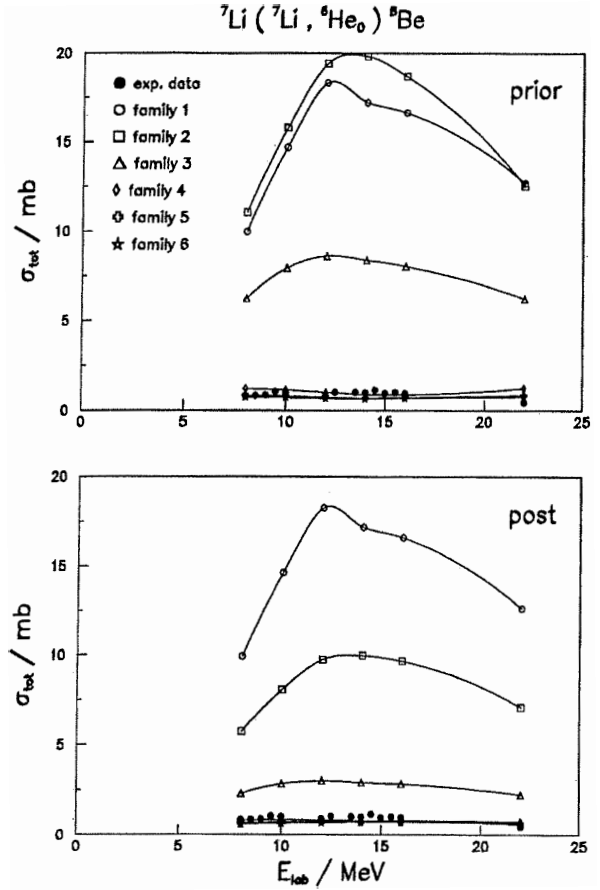 ⁷Li ( ⁷Li , ⁶He₀ ) ⁸Be
20
15
10
5
0
σtot / mb
prior
exp. data
family 1
family 2
family 3
family 4
family 5
family 6
0 5 10 15 20 25
20
15
10
5
0
σtot / mb
post
0 5 10 15 20 25
Elab / MeV